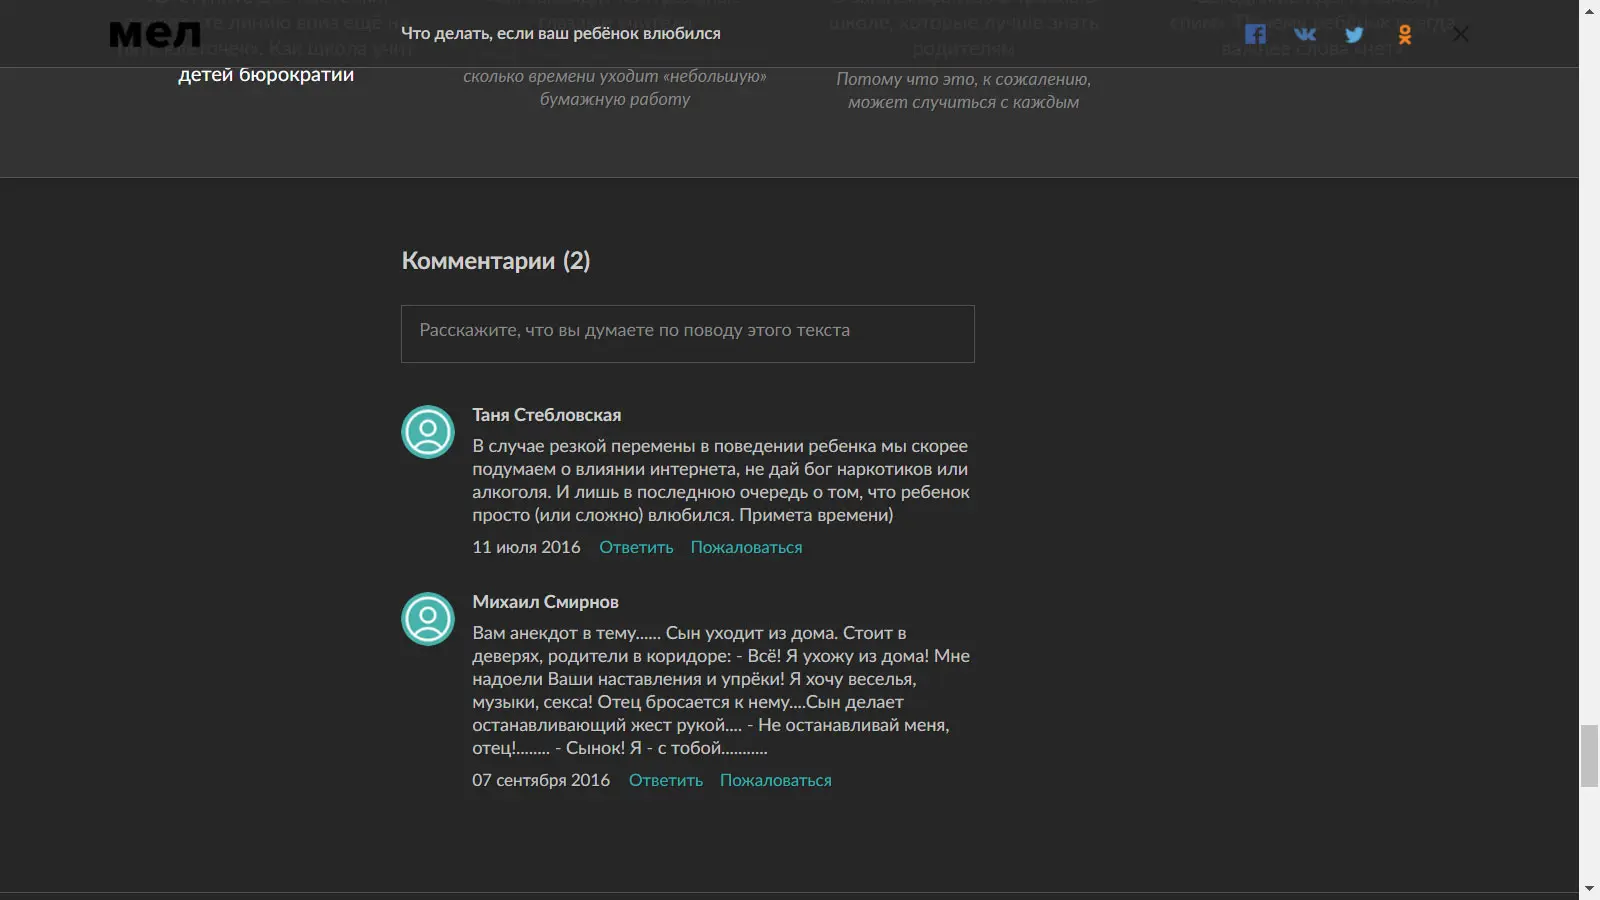 мел
Что делать, если ваш ребёнок влюбился
школе, которые лучше знать
родителям
детей бюрократии
сколько времени уходит «небольшую»
бумажную работу
Потому что это, к сожалению,
может случиться с каждым
Комментарии (2)
Расскажите, что вы думаете по поводу этого текста
Таня Стебловская
В случае резкой перемены в поведении ребенка мы скорее
подумаем о влиянии интернета, не дай бог наркотиков или
алкоголя. И лишь в последнюю очередь о том, что ребенок
просто (или сложно) влюбился. Примета времени)
11 июля 2016 Ответить Пожаловаться
Михаил Смирнов
Вам анекдот в тему...... Сын уходит из дома. Стоит в
деверях, родители в коридоре: - Всё! Я ухожу из дома! Мне
надоели Ваши наставления и упрёки! Я хочу веселья,
музыки, секса! Отец бросается к нему....Сын делает
останавливающий жест рукой.... - Не останавливай меня,
отец!........ - Сынок! Я - с тобой...........
07 сентября 2016 Ответить Пожаловаться